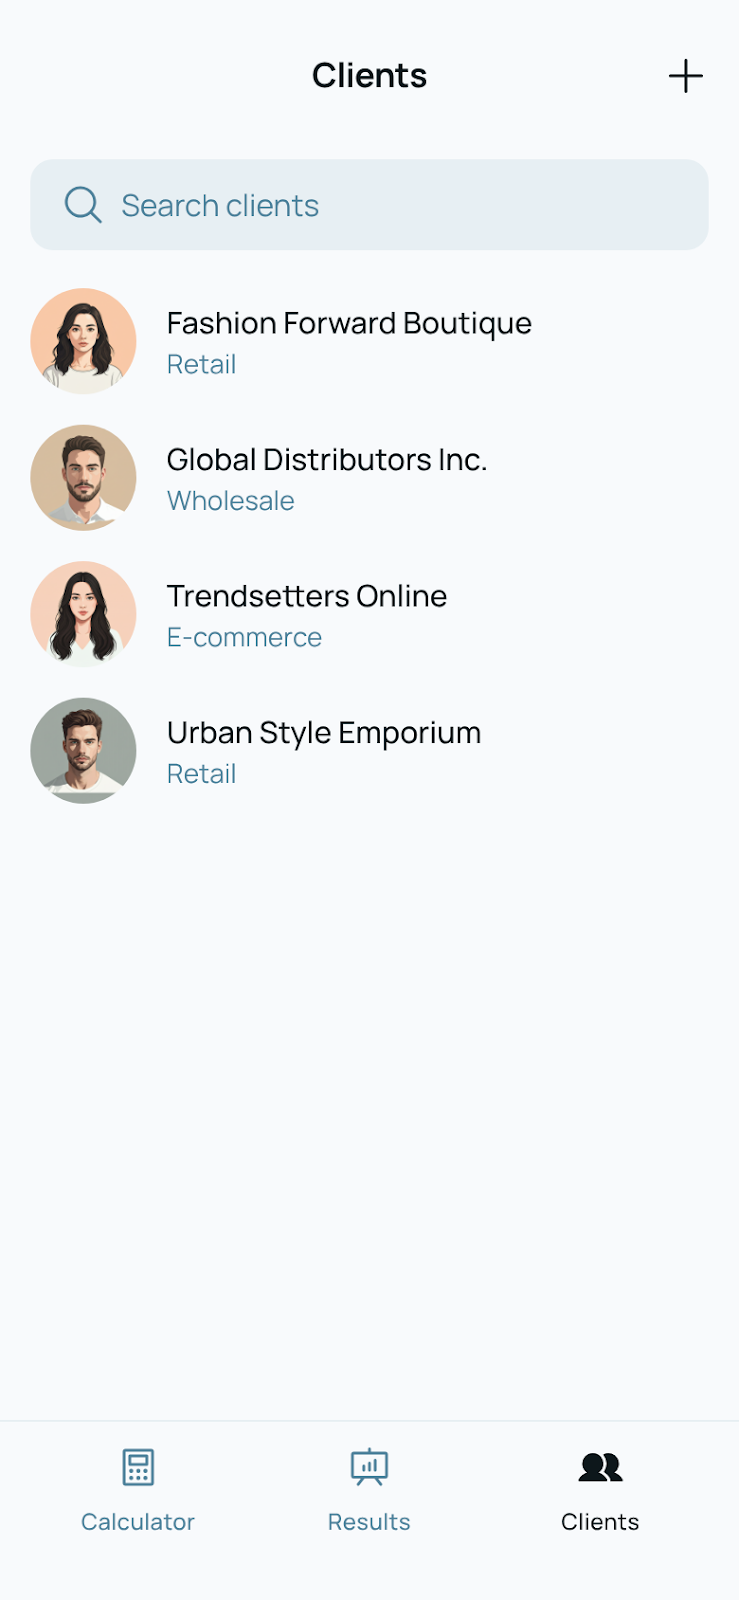 Clients
Search clients
Fashion Forward Boutique
Retail
Global Distributors Inc.
Wholesale
Trendsetters Online
E-commerce
Urban Style Emporium
Retail
Calculator
Results
Clients